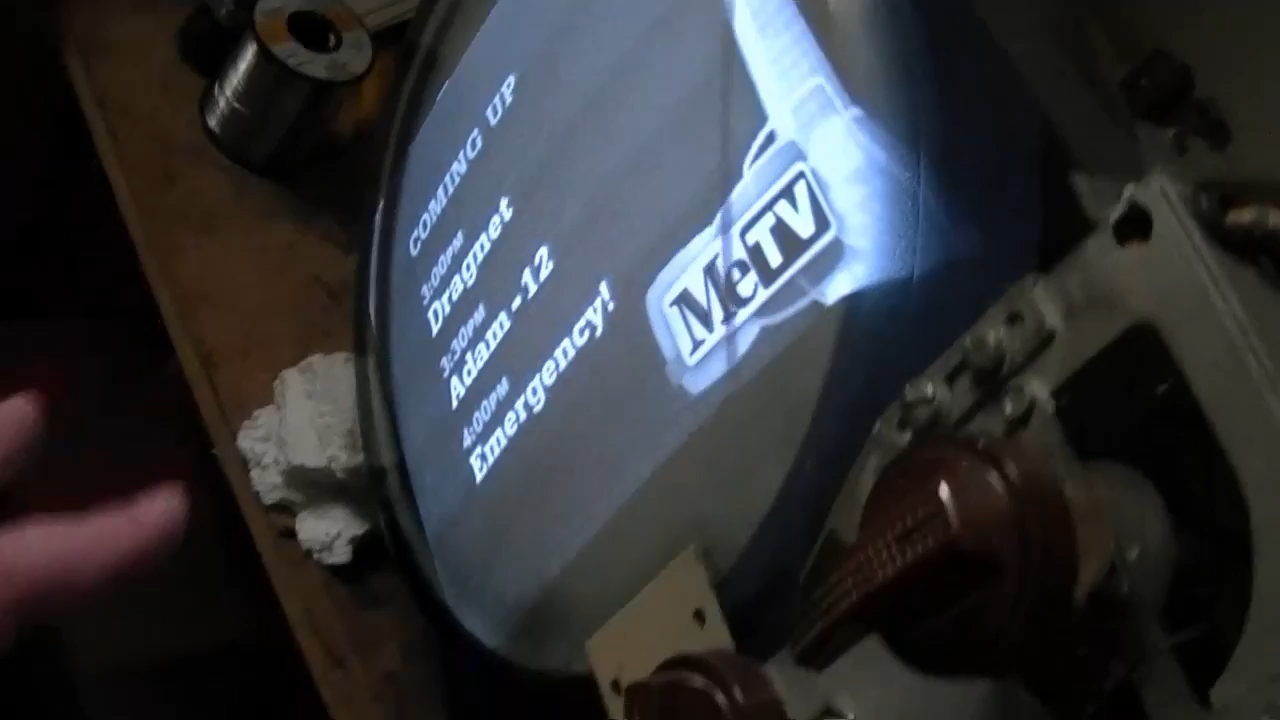 COMING UP
3:00PM
Dragnet
3:30PM
Adam-12
4:00PM
Emergency!
MeTV